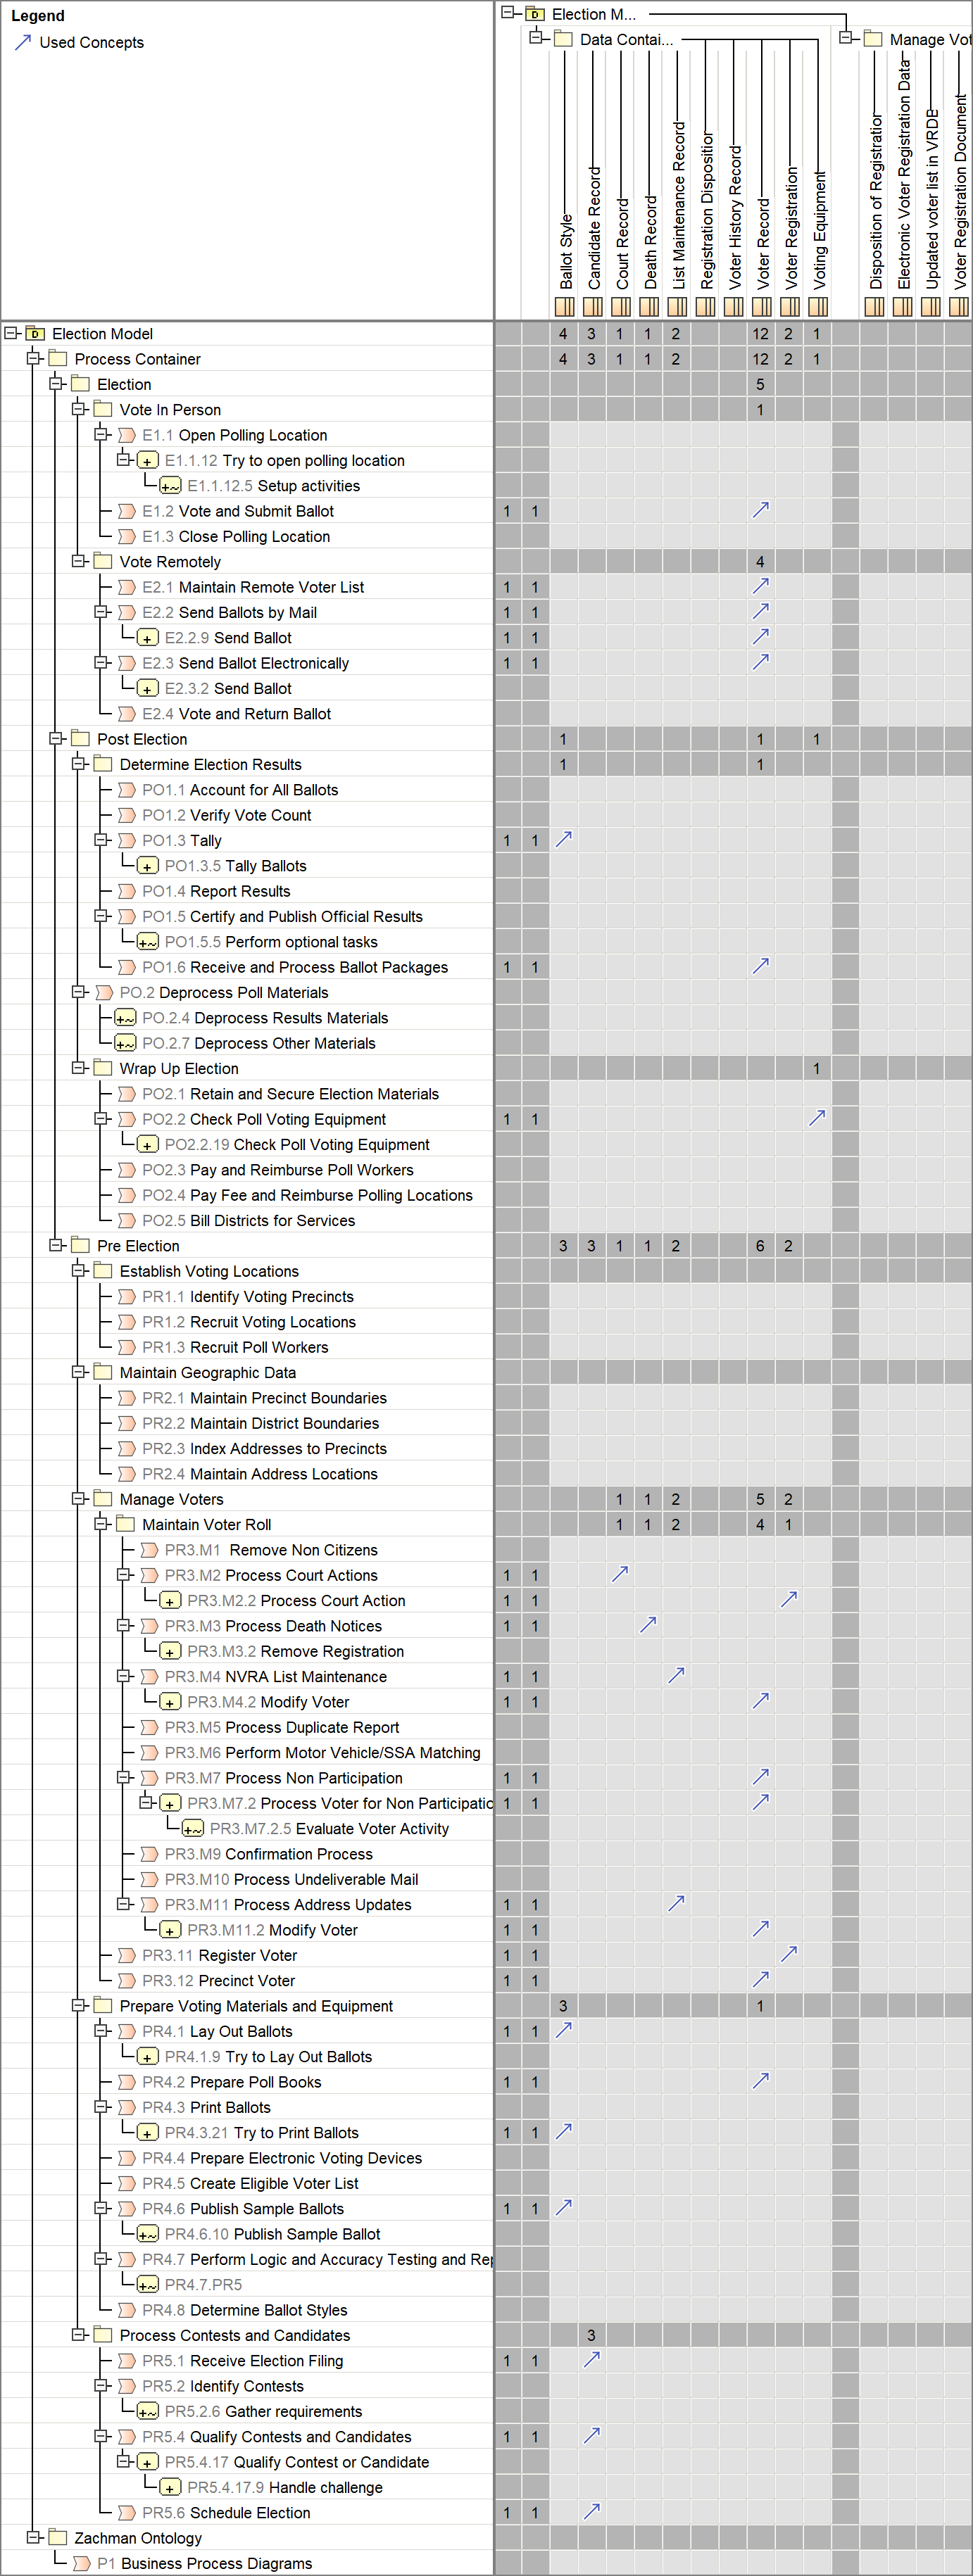 Legend
Used Concepts
Election M...
Data Contai...
Manage Vot
Ballot Style
Candidate Record
Court Record
Death Record
List Maintenance Record
Registration Disposition
Voter History Record
Voter Record
Voter Registration
Voting Equipment
Disposition of Registration
Electronic Voter Registration Data
Updated voter list in VRDB
Voter Registration Document
D Election Model 4 3 1 1 2 12 2 1
Process Container 4 3 1 1 2 12 2 1
Election 5
Vote In Person 1
E1.1 Open Polling Location
E1.1.12 Try to open polling location
E1.1.12.5 Setup activities
E1.2 Vote and Submit Ballot 1 1
E1.3 Close Polling Location
Vote Remotely 4
E2.1 Maintain Remote Voter List 1 1
E2.2 Send Ballots by Mail 1 1
E2.2.9 Send Ballot 1 1
E2.3 Send Ballot Electronically 1 1
E2.3.2 Send Ballot
E2.4 Vote and Return Ballot
Post Election 1 1 1
Determine Election Results 1 1
PO1.1 Account for All Ballots
PO1.2 Verify Vote Count
PO1.3 Tally 1 1
PO1.3.5 Tally Ballots
PO1.4 Report Results
PO1.5 Certify and Publish Official Results
PO1.5.5 Perform optional tasks
PO1.6 Receive and Process Ballot Packages 1 1
PO.2 Deprocess Poll Materials
PO.2.4 Deprocess Results Materials
PO.2.7 Deprocess Other Materials
Wrap Up Election 1
PO2.1 Retain and Secure Election Materials
PO2.2 Check Poll Voting Equipment 1 1
PO2.2.19 Check Poll Voting Equipment
PO2.3 Pay and Reimburse Poll Workers
PO2.4 Pay Fee and Reimburse Polling Locations
PO2.5 Bill Districts for Services
Pre Election 3 3 1 1 2 6 2
Establish Voting Locations
PR1.1 Identify Voting Precincts
PR1.2 Recruit Voting Locations
PR1.3 Recruit Poll Workers
Maintain Geographic Data
PR2.1 Maintain Precinct Boundaries
PR2.2 Maintain District Boundaries
PR2.3 Index Addresses to Precincts
PR2.4 Maintain Address Locations
Manage Voters 1 1 2 5 2
Maintain Voter Roll 1 1 2 4 1
PR3.M1 Remove Non Citizens
PR3.M2 Process Court Actions 1 1
PR3.M2.2 Process Court Action 1 1
PR3.M3 Process Death Notices 1 1
PR3.M3.2 Remove Registration
PR3.M4 NVRA List Maintenance 1 1
PR3.M4.2 Modify Voter 1 1
PR3.M5 Process Duplicate Report
PR3.M6 Perform Motor Vehicle/SSA Matching
PR3.M7 Process Non Participation 1 1
PR3.M7.2 Process Voter for Non Participatio 1 1
PR3.M7.2.5 Evaluate Voter Activity
PR3.M9 Confirmation Process
PR3.M10 Process Undeliverable Mail
PR3.M11 Process Address Updates 1 1
PR3.M11.2 Modify Voter 1 1
PR3.11 Register Voter 1 1
PR3.12 Precinct Voter 1 1
Prepare Voting Materials and Equipment 3 1
PR4.1 Lay Out Ballots 1 1
PR4.1.9 Try to Lay Out Ballots
PR4.2 Prepare Poll Books 1 1
PR4.3 Print Ballots
PR4.3.21 Try to Print Ballots 1 1
PR4.4 Prepare Electronic Voting Devices
PR4.5 Create Eligible Voter List
PR4.6 Publish Sample Ballots 1 1
PR4.6.10 Publish Sample Ballot
PR4.7 Perform Logic and Accuracy Testing and Rep
PR4.7.PR5
PR4.8 Determine Ballot Styles
Process Contests and Candidates 3
PR5.1 Receive Election Filing 1 1
PR5.2 Identify Contests
PR5.2.6 Gather requirements
PR5.4 Qualify Contests and Candidates 1 1
PR5.4.17 Qualify Contest or Candidate
PR5.4.17.9 Handle challenge
PR5.6 Schedule Election 1 1
Zachman Ontology
P1 Business Process Diagrams